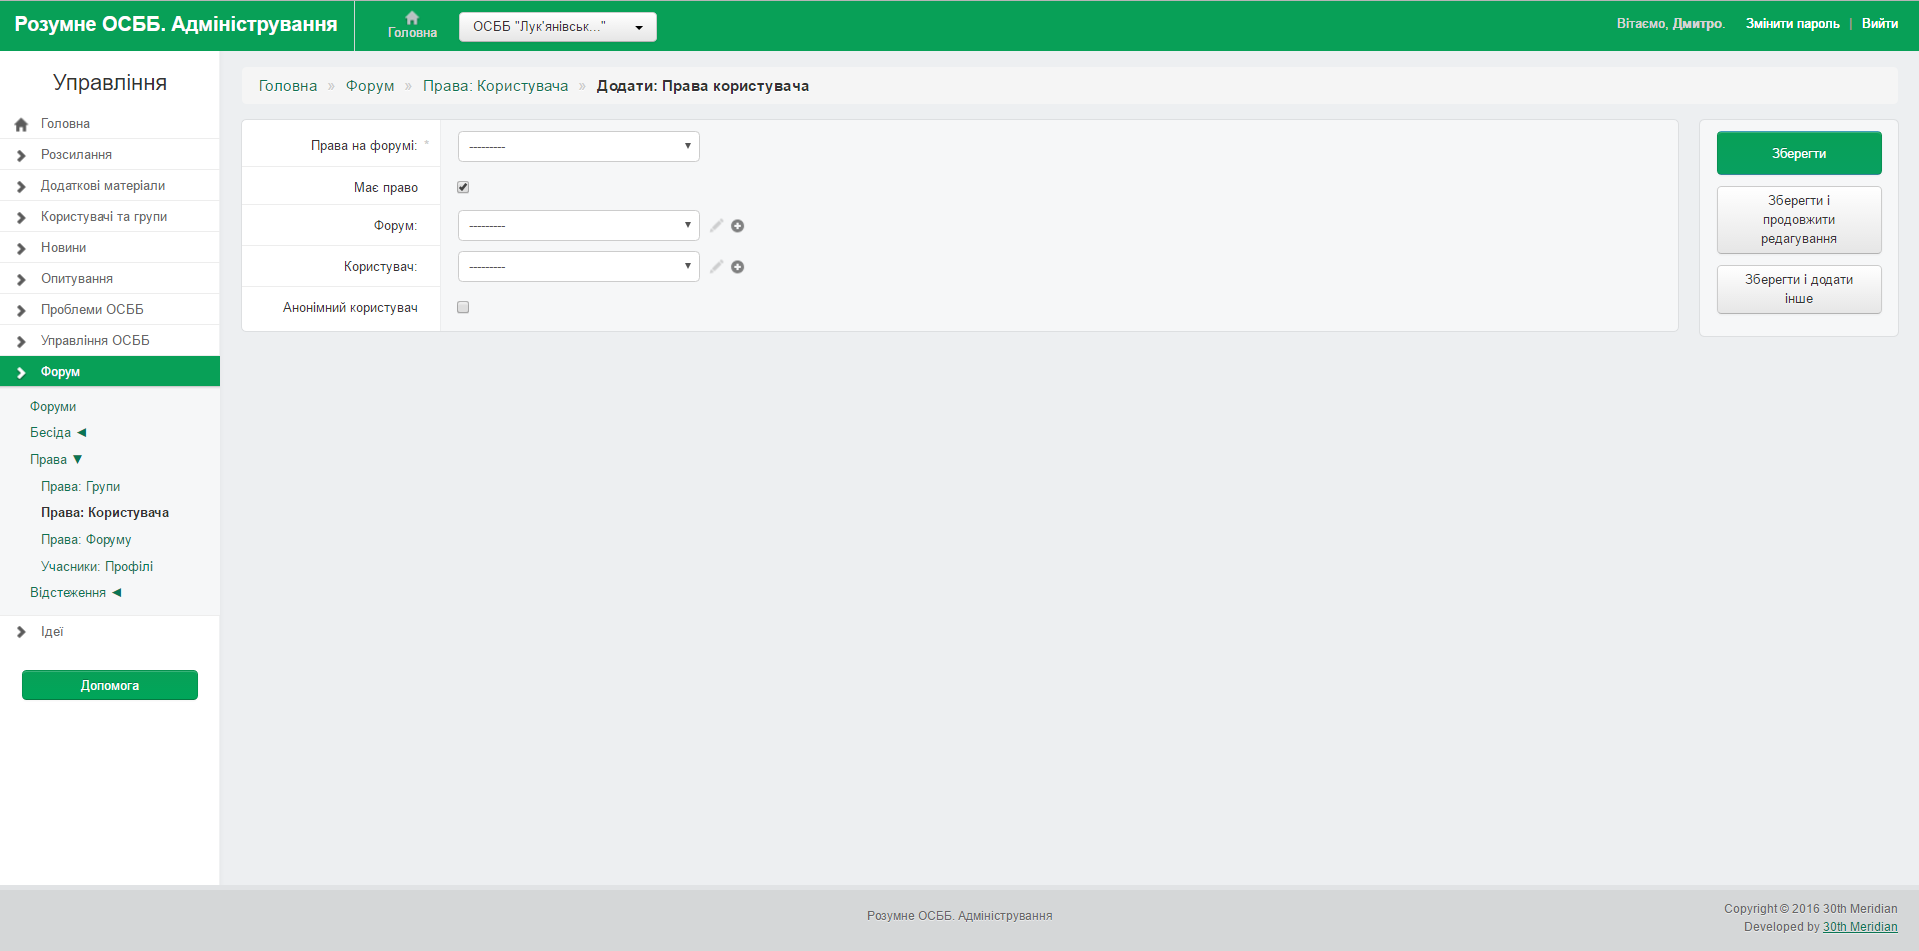 Розумне ОСББ. Адміністрування
Головна
ОСББ "Лук'янівськ..."
Вітаємо, Дмитро. Змінити пароль | Вийти
Управління
Головна
Розсилання
Додаткові матеріали
Користувачі та групи
Новини
Опитування
Проблеми ОСББ
Управління ОСББ
Форум
Форуми
Бесіда ◀
Права ▼
Права: Групи
Права: Користувача
Права: Форуму
Учасники: Профілі
Відстеження ◀
Ідеї
Допомога
Головна » Форум » Права: Користувача » Додати: Права користувача
Права на форумі: * ---------
Має право
Форум: ---------
Користувач: ---------
Анонімний користувач
Зберегти
Зберегти і
продовжити
редагування
Зберегти і додати
інше
Розумне ОСББ. Адміністрування
Copyright © 2016 30th Meridian
Developed by 30th Meridian